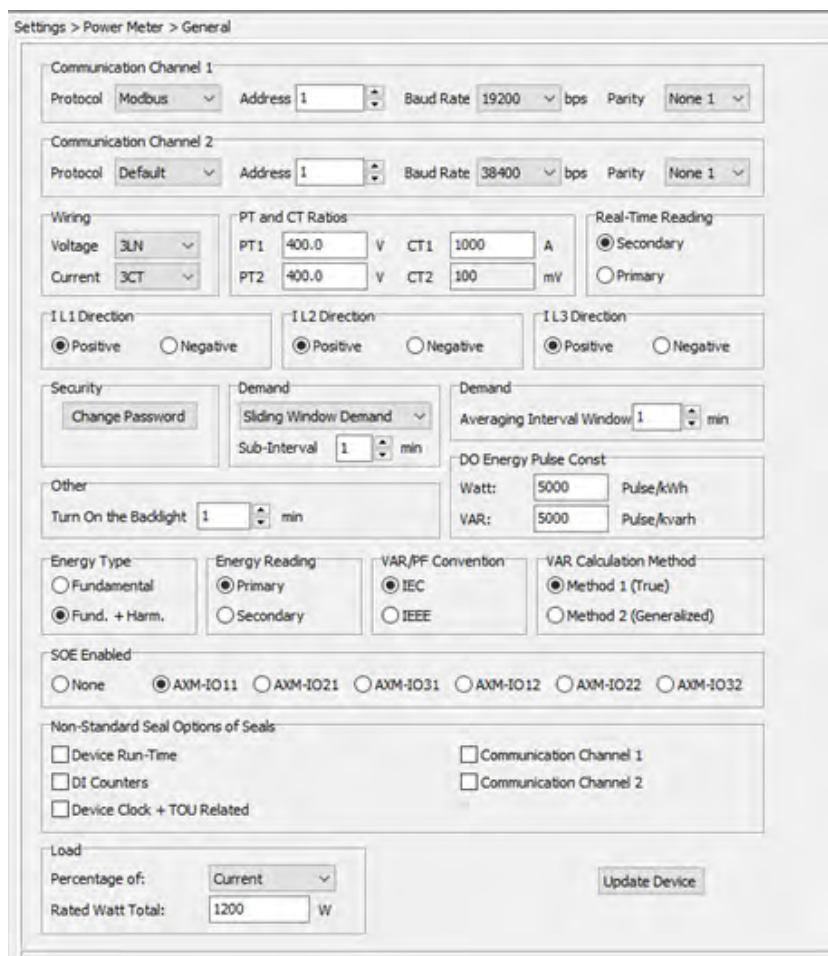 Settings > Power Meter > General
Communication Channel 1
Protocol Modbus Address 1 Baud Rate 19200 bps Parity None 1
Communication Channel 2
Protocol Default Address 1 Baud Rate 38400 bps Parity None 1
Wiring PT and CT Ratios Real-Time Reading
Voltage 3LN PT1 400.0 V CT1 1000 A Secondary
Current 3CT PT2 400.0 V CT2 100 mV Primary
I L1 Direction I L2 Direction I L3 Direction
Positive Negative Positive Negative Positive Negative
Security Demand Demand
Change Password Sliding Window Demand Averaging Interval Window 1 min
Sub-Interval 1 min
DO Energy Pulse Const
Other Watt: 5000 Pulse/kWh
Turn On the Backlight 1 min VAR: 5000 Pulse/kvarh
Energy Type Energy Reading VAR/PF Convention VAR Calculation Method
Fundamental Primary IEC Method 1 (True)
Fund. + Harm. Secondary IEEE Method 2 (Generalized)
SOE Enabled
None AXM-IO11 AXM-IO21 AXM-IO31 AXM-IO12 AXM-IO22 AXM-IO32
Non-Standard Seal Options of Seals
Device Run-Time Communication Channel 1
DI Counters Communication Channel 2
Device Clock + TOU Related
Load
Percentage of: Current Update Device
Rated Watt Total: 1200 W